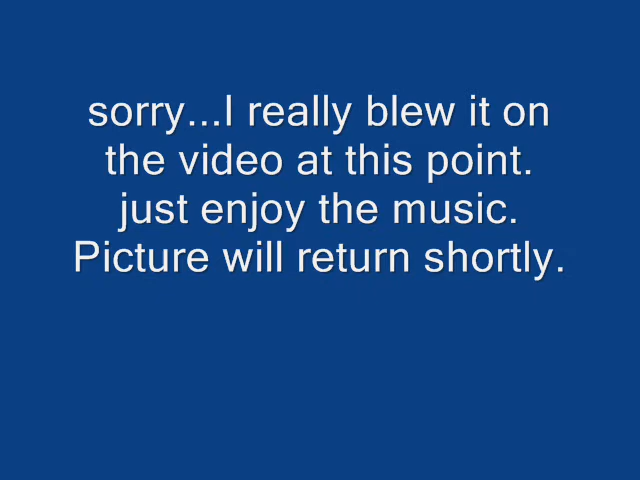 sorry...I really blew it on
the video at this point.
just enjoy the music.
Picture will return shortly.